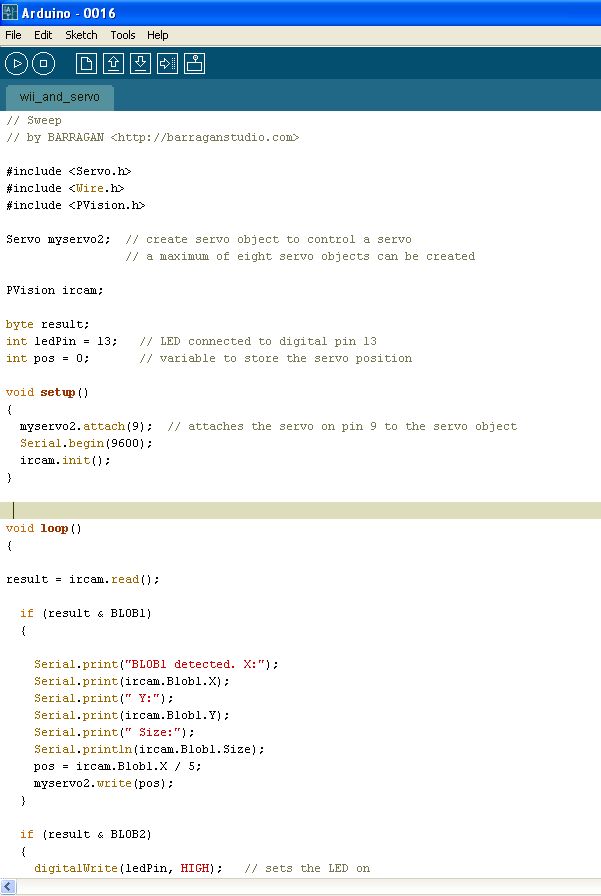 Arduino - 0016
File Edit Sketch Tools Help
wii_and_servo
// Sweep
// by BARRAGAN <http://barraganstudio.com>
#include <Servo.h>
#include <Wire.h>
#include <PVision.h>
Servo myservo2;  // create servo object to control a servo
                 // a maximum of eight servo objects can be created
PVision ircam;
byte result;
int ledPin = 13;   // LED connected to digital pin 13
int pos = 0;       // variable to store the servo position
void setup()
{
  myservo2.attach(9);  // attaches the servo on pin 9 to the servo object
  Serial.begin(9600);
  ircam.init();
}
void loop()
{
result = ircam.read();
  if (result & BLOB1)
  {
    Serial.print("BLOB1 detected. X:");
    Serial.print(ircam.Blob1.X);
    Serial.print(" Y:");
    Serial.print(ircam.Blob1.Y);
    Serial.print(" Size:");
    Serial.println(ircam.Blob1.Size);
    pos = ircam.Blob1.X / 5;
    myservo2.write(pos);
  }
  if (result & BLOB2)
  {
    digitalWrite(ledPin, HIGH);   // sets the LED on